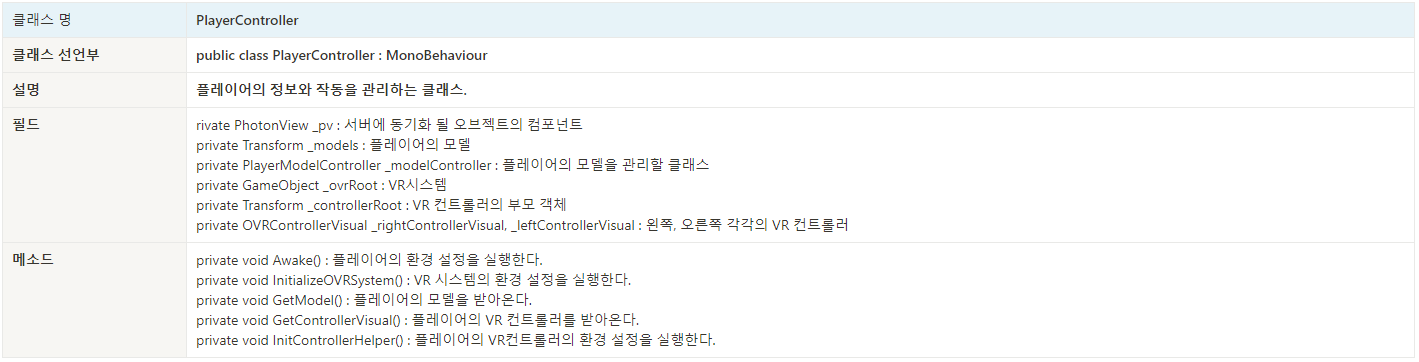 클래스 명 PlayerController
클래스 선언부 public class PlayerController : MonoBehaviour
설명 플레이어의 정보와 작동을 관리하는 클래스.
필드 rivate PhotonView _pv : 서버에 동기화 될 오브젝트의 컴포넌트
private Transform _models : 플레이어의 모델
private PlayerModelController _modelController : 플레이어의 모델을 관리할 클래스
private GameObject _ovrRoot : VR시스템
private Transform _controllerRoot : VR 컨트롤러의 부모 객체
private OVRControllerVisual _rightControllerVisual, _leftControllerVisual : 왼쪽, 오른쪽 각각의 VR 컨트롤러
메소드 private void Awake() : 플레이어의 환경 설정을 실행한다.
private void InitializeOVRSystem() : VR 시스템의 환경 설정을 실행한다.
private void GetModel() : 플레이어의 모델을 받아온다.
private void GetControllerVisual() : 플레이어의 VR 컨트롤러를 받아온다.
private void InitControllerHelper() : 플레이어의 VR컨트롤러의 환경 설정을 실행한다.